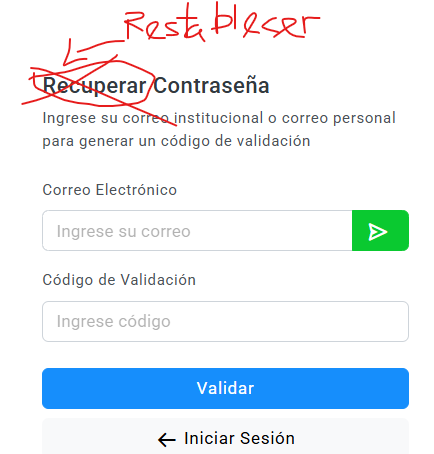 Restableser
Recuperar Contraseña
Ingrese su correo institucional o correo personal
para generar un código de validación
Correo Electrónico
Ingrese su correo
Código de Validación
Ingrese código
Validar
← Iniciar Sesión